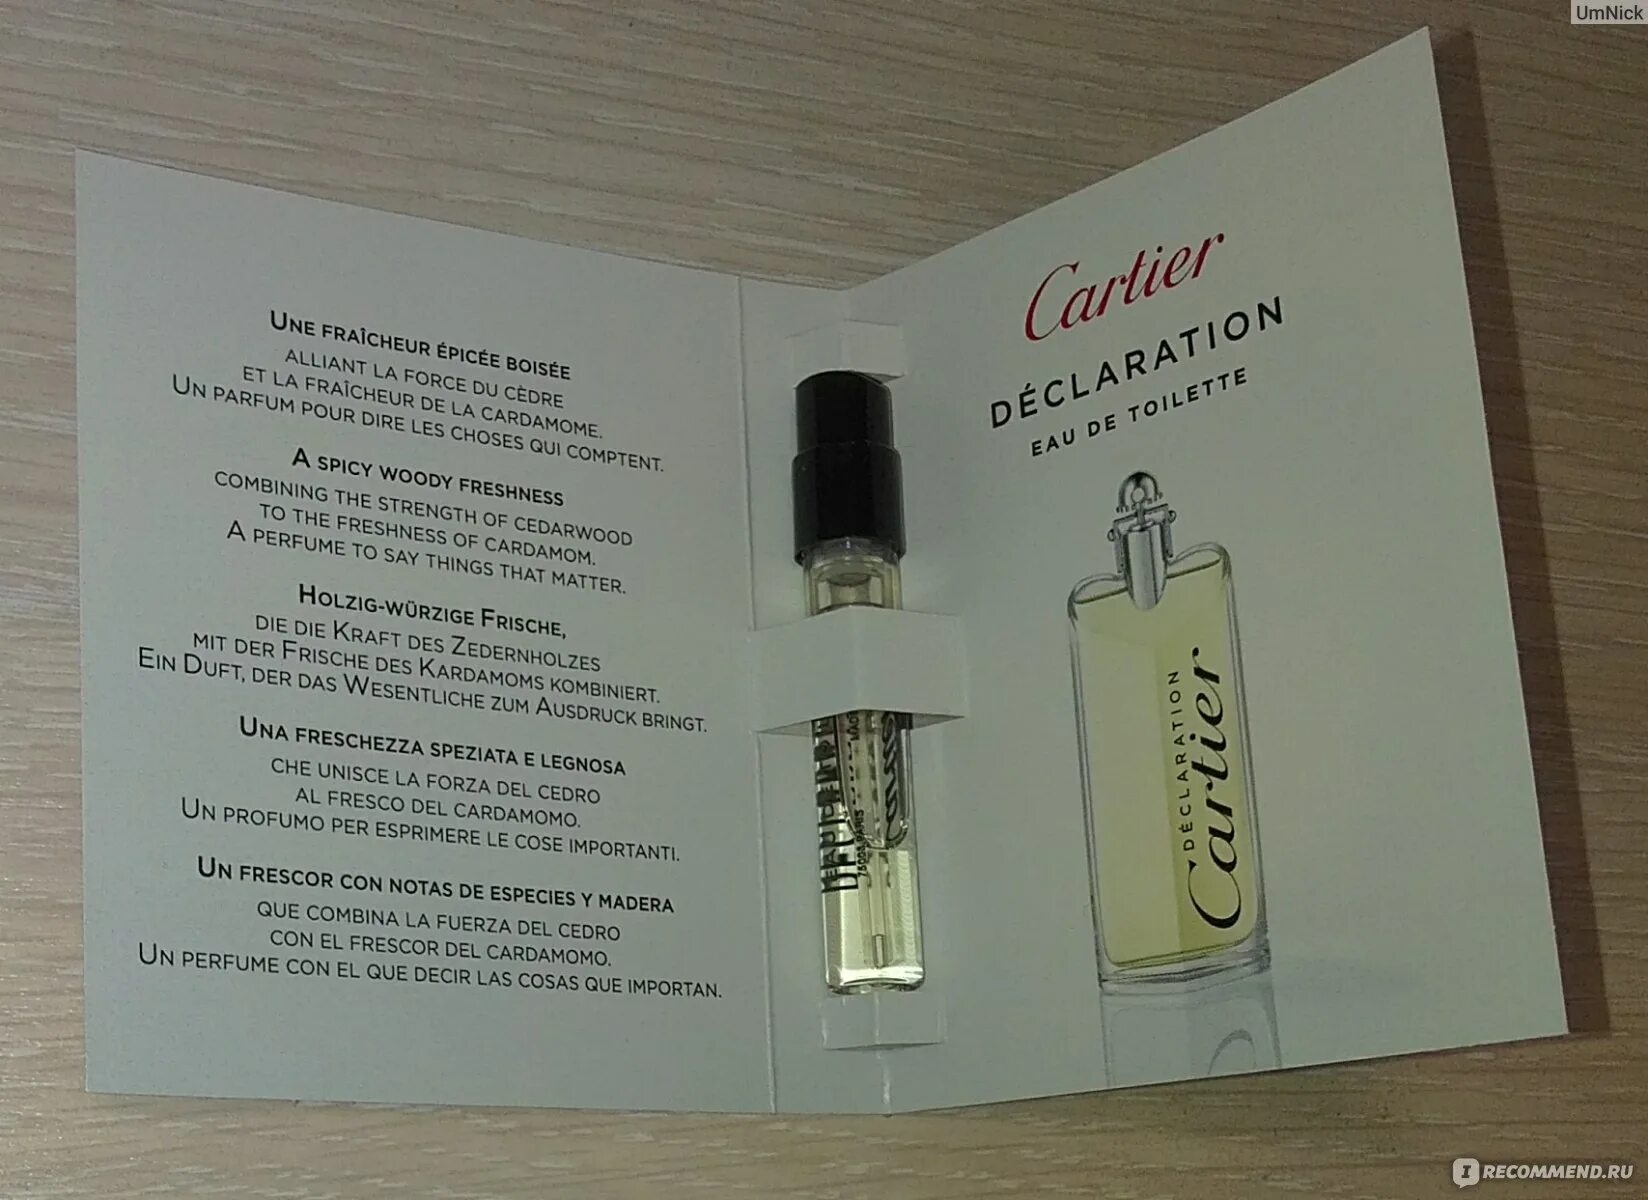 UmNick
UNE FRAÎCHEUR ÉPICÉE BOISÉE
ALLIANT LA FORCE DU CÈDRE
ET LA FRAÎCHEUR DE LA CARDAMOME.
UN PARFUM POUR DIRE LES CHOSES QUI COMPTENT.
A SPICY WOODY FRESHNESS
COMBINING THE STRENGTH OF CEDARWOOD
TO THE FRESHNESS OF CARDAMOM.
A PERFUME TO SAY THINGS THAT MATTER.
HOLZIG-WÜRZIGE FRISCHE,
DIE DIE KRAFT DES ZEDERNHOLZES
MIT DER FRISCHE DES KARDAMOMS KOMBINIERT.
EIN DUFT, DER DAS WESENTLICHE ZUM AUSDRUCK BRINGT.
UNA FRESCHEZZA SPEZIATA E LEGNOSA
CHE UNISCE LA FORZA DEL CEDRO
AL FRESCO DEL CARDAMOMO.
UN PROFUMO PER ESPRIMERE LE COSE IMPORTANTI.
UN FRESCOR CON NOTAS DE ESPECIES Y MADERA
QUE COMBINA LA FUERZA DEL CEDRO
CON EL FRESCOR DEL CARDAMOMO.
UN PERFUME CON EL QUE DECIR LAS COSAS QUE IMPORTAN.
Cartier
DÉCLARATION
EAU DE TOILETTE
DÉCLARATION
Cartier
IRECOMMEND.RU